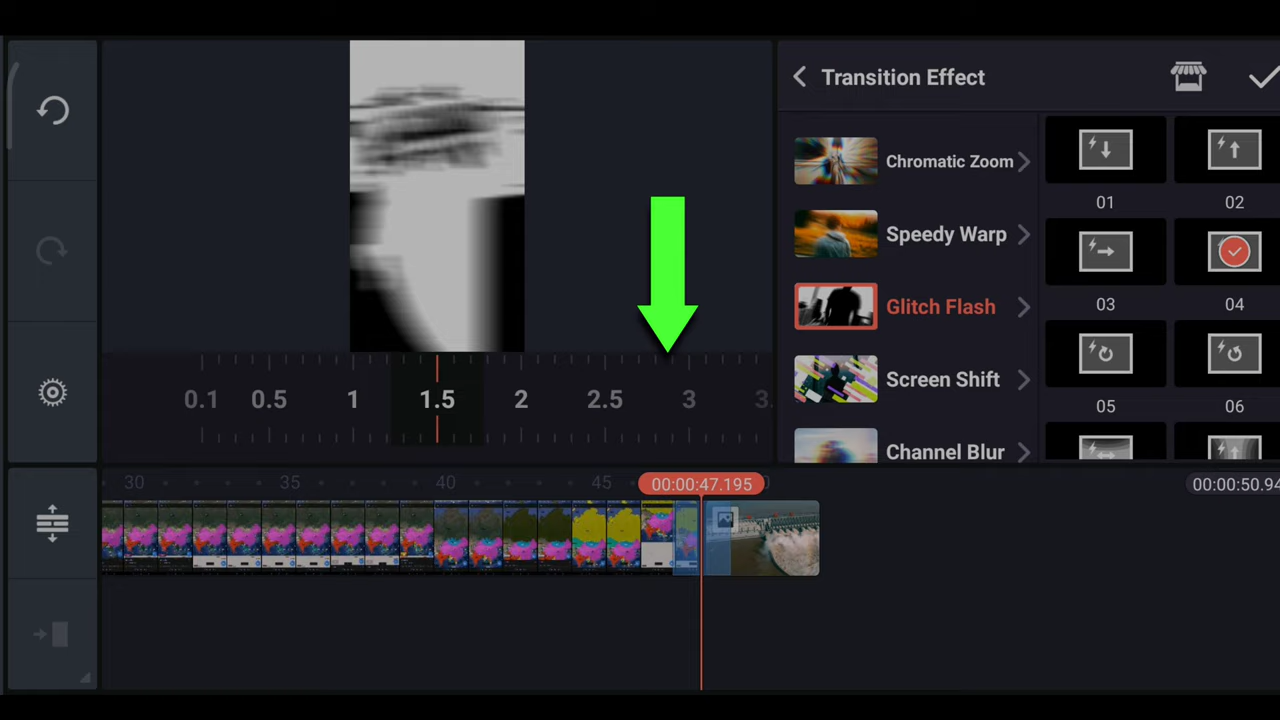 Transition Effect
Chromatic Zoom
Speedy Warp
Glitch Flash
Screen Shift
Channel Blur
01
02
03
04
05
06
0.1 0.5 1 1.5 2 2.5 3 3.
30 35 40 45
00:00:47.195
00:00:50.94